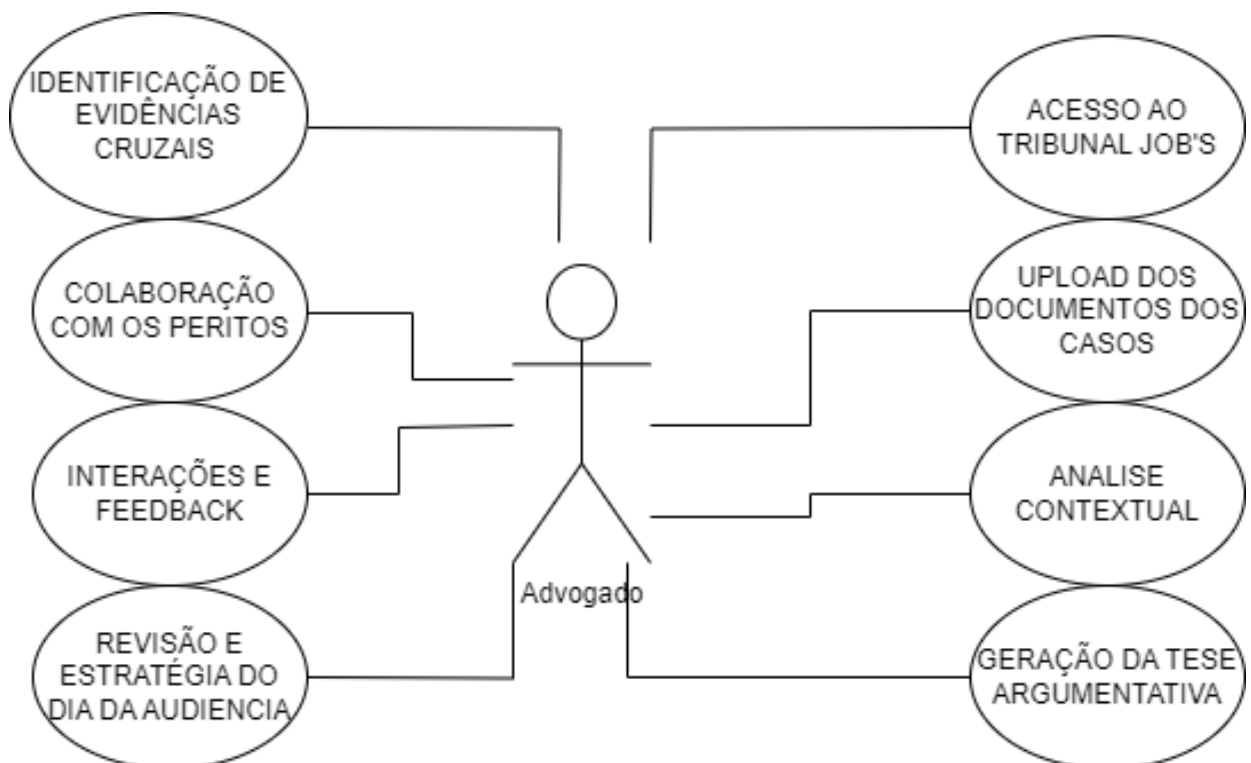 IDENTIFICAÇÃO DE
EVIDÊNCIAS
CRUZAIS
COLABORAÇÃO
COM OS PERITOS
INTERAÇÕES E
FEEDBACK
REVISÃO E
ESTRATÉGIA DO
DIA DA AUDIENCIA
Advogado
ACESSO AO
TRIBUNAL JOB'S
UPLOAD DOS
DOCUMENTOS DOS
CASOS
ANALISE
CONTEXTUAL
GERAÇÃO DA TESE
ARGUMENTATIVA